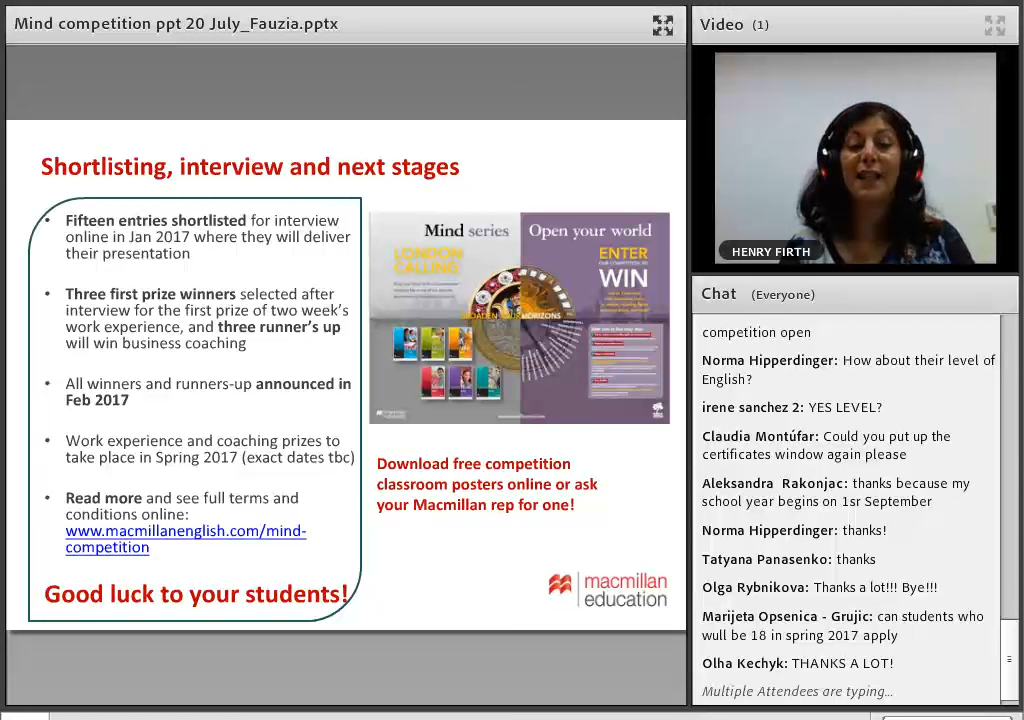 Mind competition ppt 20 July_Fauzia.pptx
Shortlisting, interview and next stages
• Fifteen entries shortlisted for interview
online in Jan 2017 where they will deliver
their presentation
• Three first prize winners selected after
interview for the first prize of two week's
work experience, and three runner's up
will win business coaching
• All winners and runners-up announced in
Feb 2017
• Work experience and coaching prizes to
take place in Spring 2017 (exact dates tbc)
• Read more and see full terms and
conditions online:
www.macmillanenglish.com/mind-
competition
Good luck to your students!
Mind series
LONDON
CALLING
Open your world
ENTER
WIN
BROADEN YOUR HORIZONS
Download free competition
classroom posters online or ask
your Macmillan rep for one!
macmillan
education
Video (1)
HENRY FIRTH
Chat (Everyone)
competition open
Norma Hipperdinger: How about their level of
English?
irene sanchez 2: YES LEVEL?
Claudia Montúfar: Could you put up the
certificates window again please
Aleksandra Rakonjac: thanks because my
school year begins on 1sr September
Norma Hipperdinger: thanks!
Tatyana Panasenko: thanks
Olga Rybnikova: Thanks a lot!!! Bye!!!
Marijeta Opsenica - Grujic: can students who
wull be 18 in spring 2017 apply
Olha Kechyk: THANKS A LOT!
Multiple Attendees are typing...